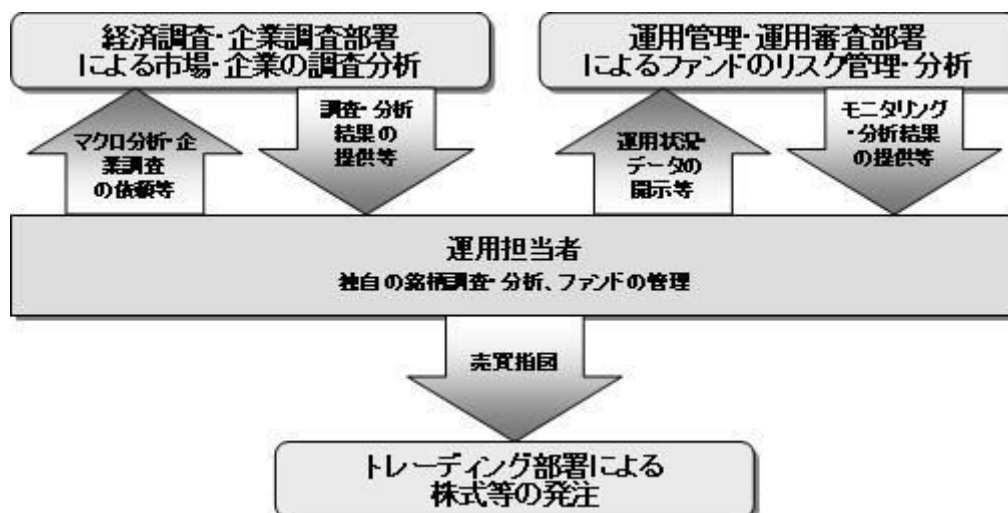 経済調査・企業調査部署
による市場・企業の調査分析
運用管理・運用審査部署
によるファンドのリスク管理・分析
マクロ分析・企
業調査
の依頼等
調査・分析
結果の
提供等
運用状況・
データの
開示等
モニタリング
・分析結果
の提供等
運用担当者
独自の銘柄調査・分析、ファンドの管理
売買指図
トレーディング部署による
株式等の発注